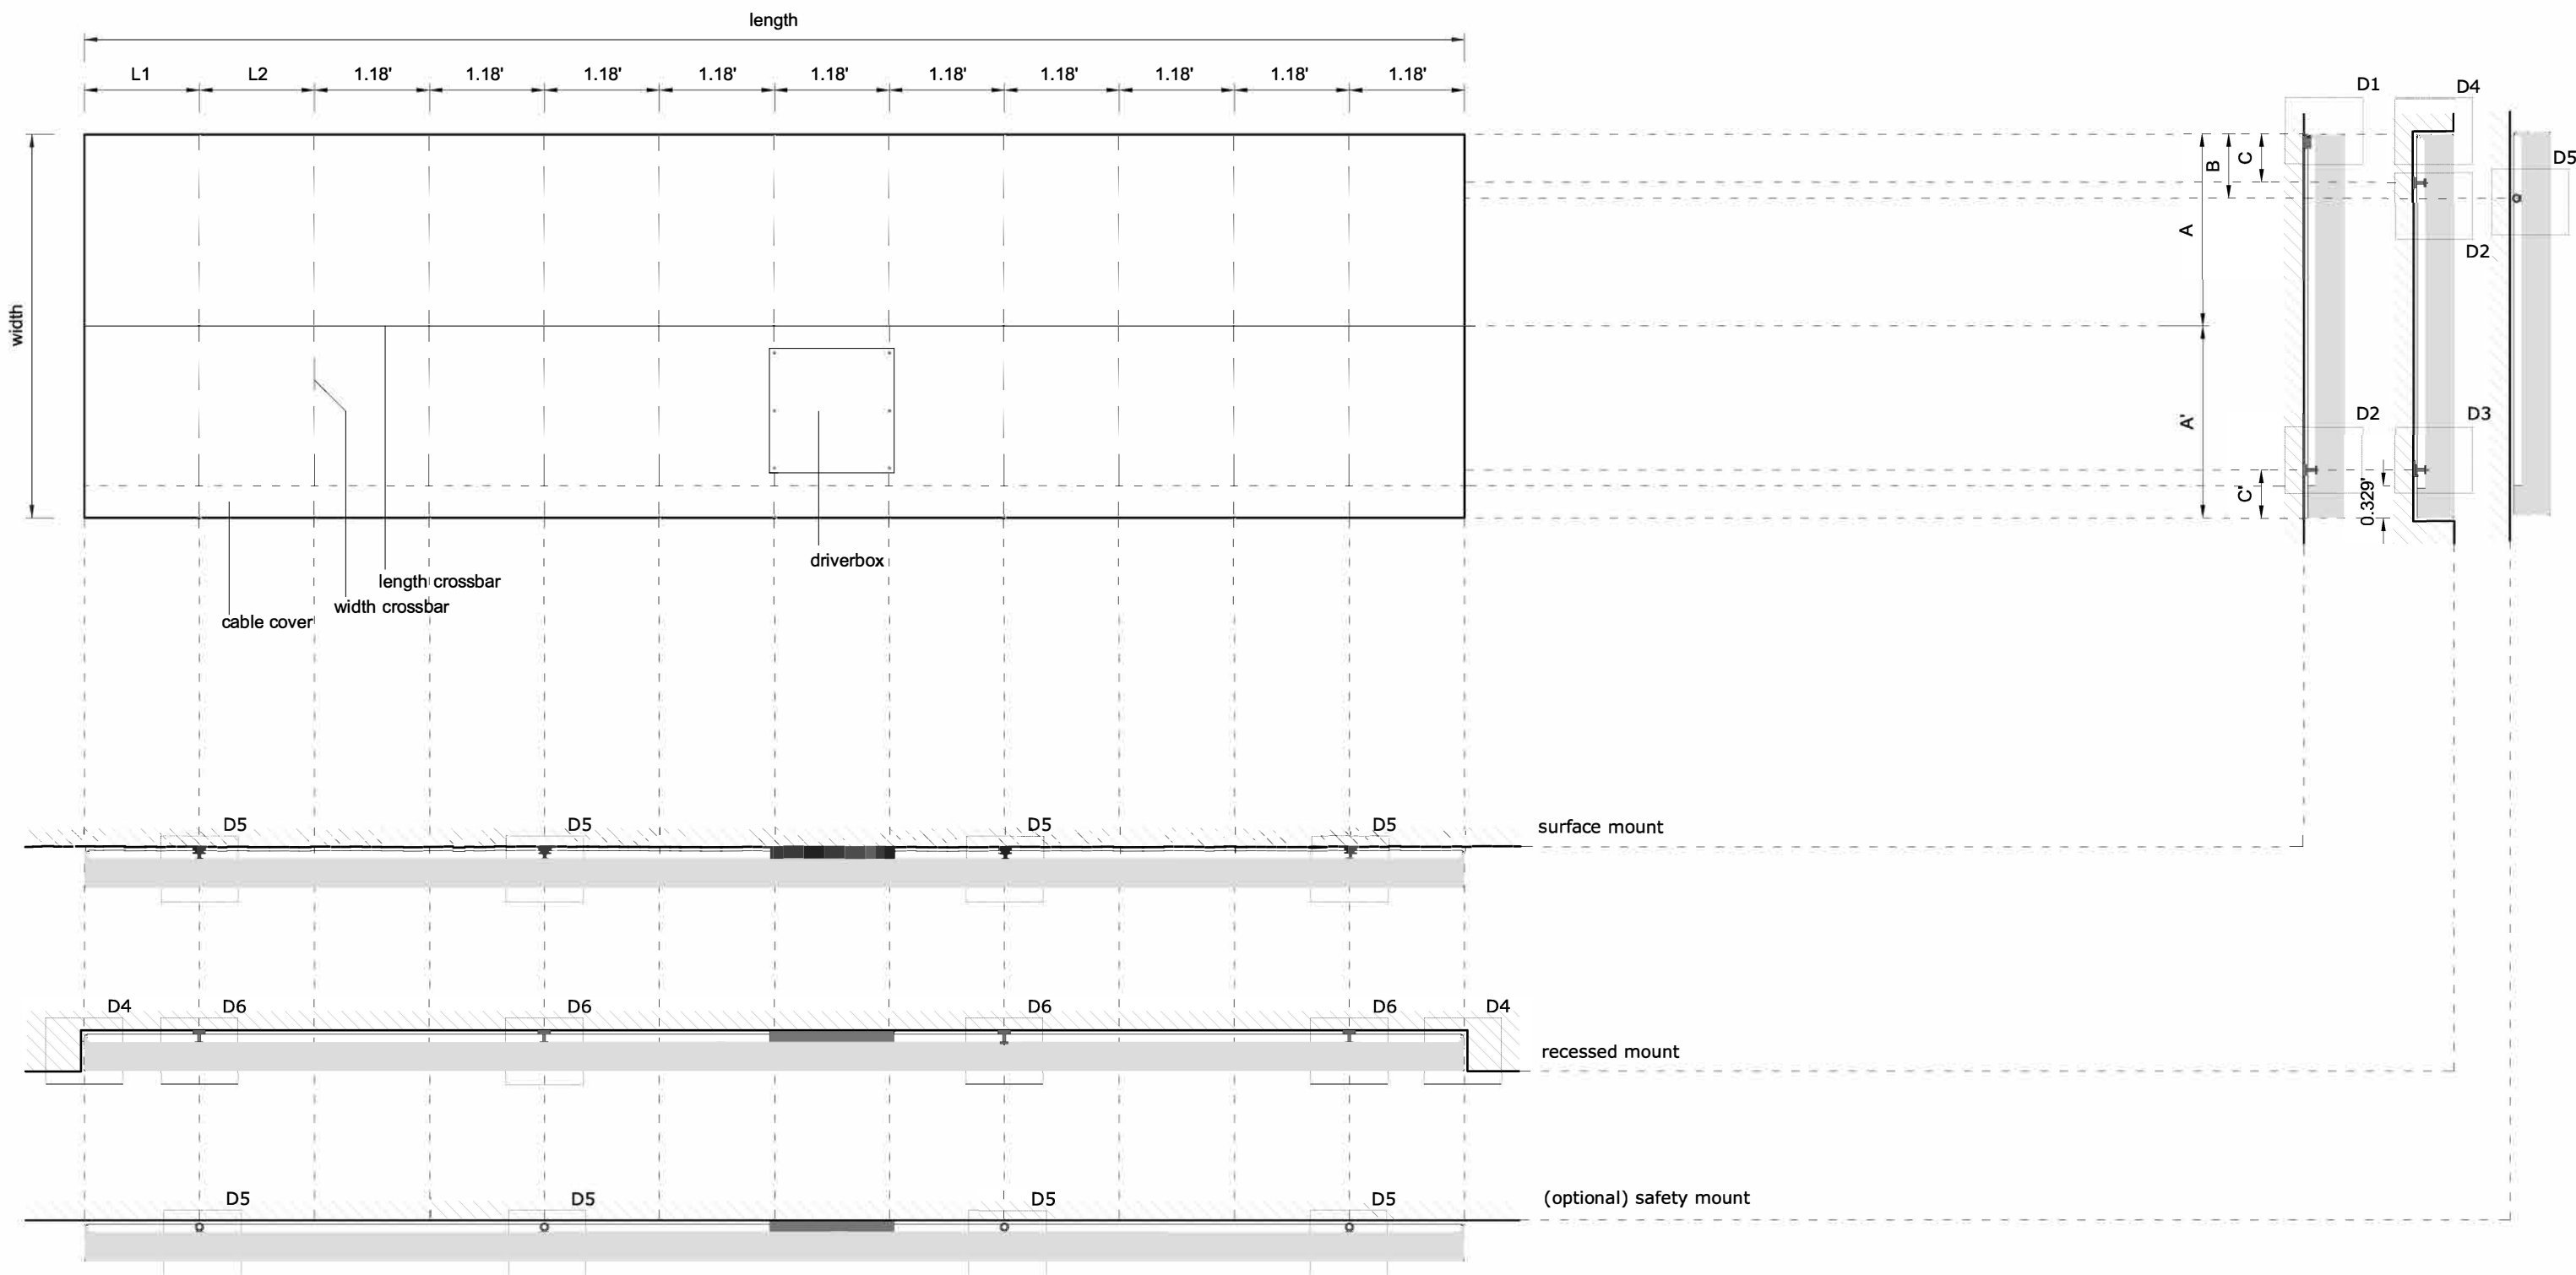 length
L1 L2 1.18' 1.18' 1.18' 1.18' 1.18' 1.18' 1.18' 1.18' 1.18' 1.18'
D1 D4
B C D5
A
D2
width
A' D2 D3
C' 0.329'
driverbox
length crossbar
width crossbar
cable cover
D5 D5 D5 D5 surface mount
D4 D6 D6 D6 D6 D4
recessed mount
D5 D5 D5 D5 (optional) safety mount